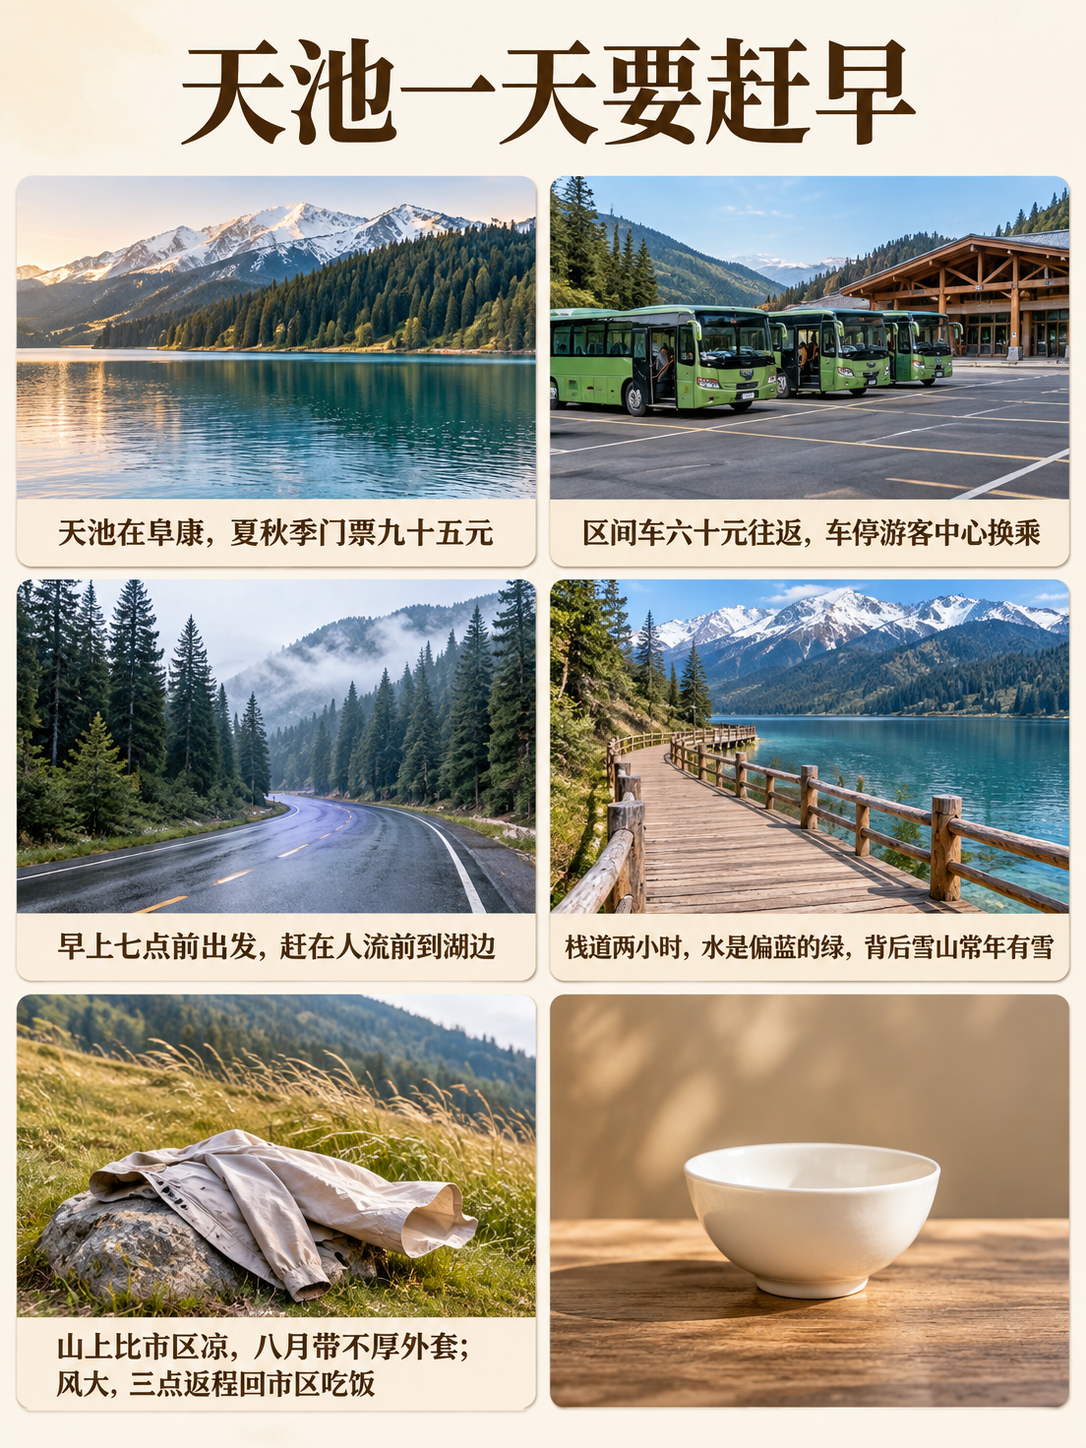 天池一天要赶早
天池在阜康，夏秋季门票九十五元
区间车六十元往返，车停游客中心换乘
早上七点前出发，赶在人流前到湖边
栈道两小时，水是偏蓝的绿，背后雪山常年有雪
山上比市区凉，八月带不厚外套；
风大，三点返程回市区吃饭